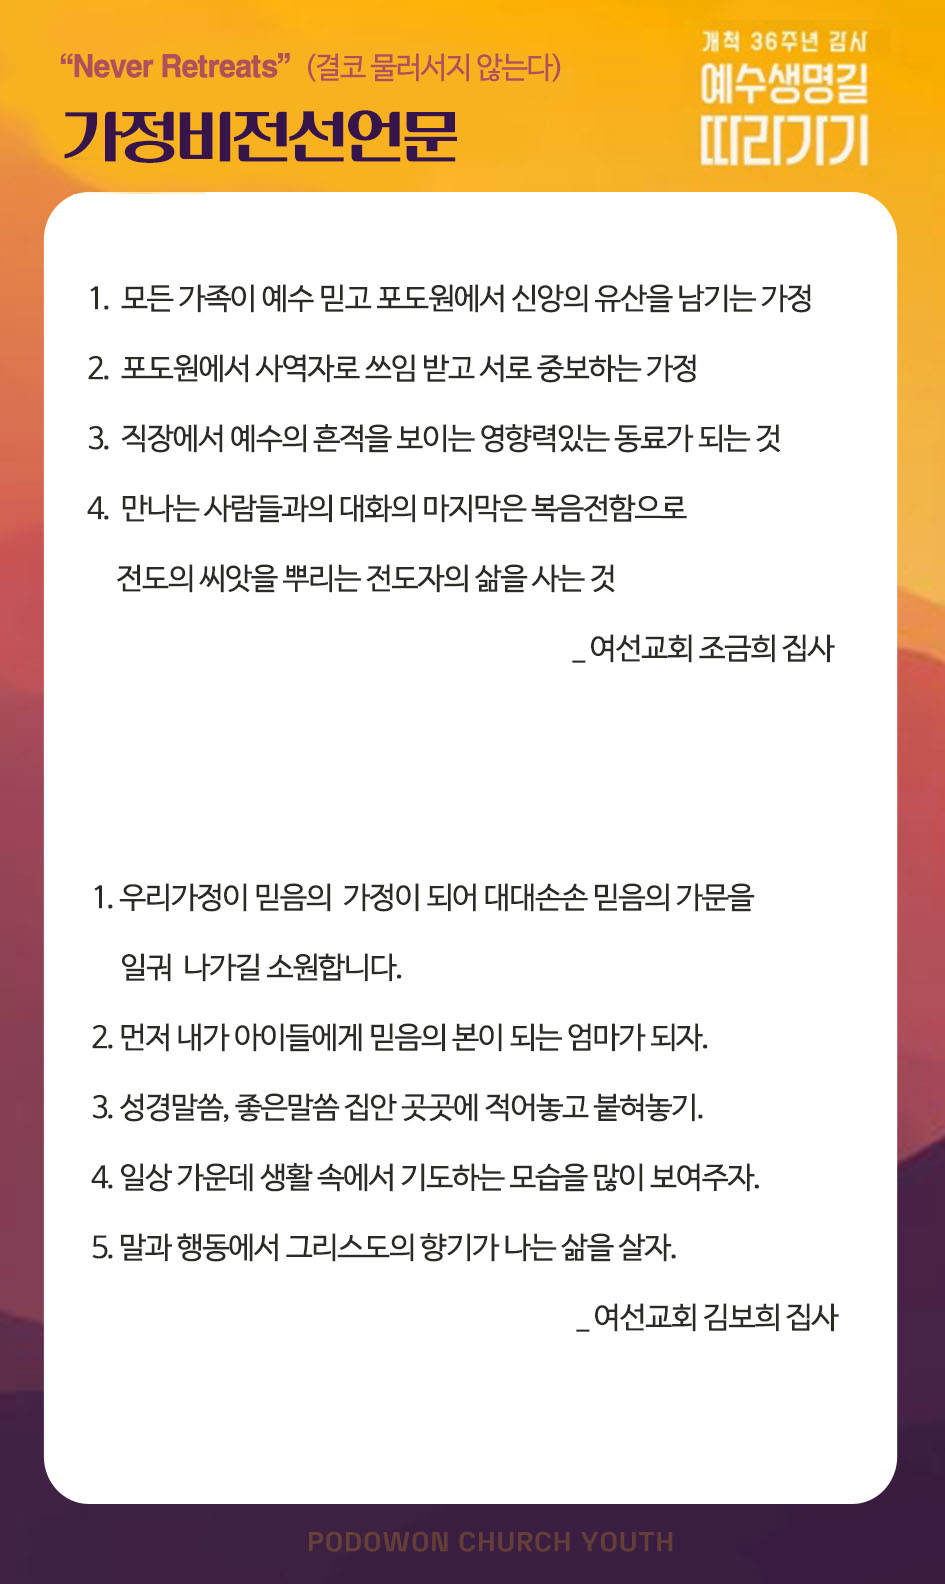 “Never Retreats” (결코 물러서지 않는다)
가정비전선언문
개척 36주년 감사
예수생명길
따라가기
1. 모든 가족이 예수 믿고 포도원에서 신앙의 유산을 남기는 가정
2. 포도원에서 사역자로 쓰임 받고 서로 중보하는 가정
3. 직장에서 예수의 흔적을 보이는 영향력있는 동료가 되는 것
4. 만나는 사람들과의 대화의 마지막은 복음전함으로
전도의 씨앗을 뿌리는 전도자의 삶을 사는 것
_ 여선교회 조금희 집사
1. 우리가정이 믿음의 가정이 되어 대대손손 믿음의 가문을
일궈 나가길 소원합니다.
2. 먼저 내가 아이들에게 믿음의 본이 되는 엄마가 되자.
3. 성경말씀, 좋은말씀 집안 곳곳에 적어놓고 붙혀놓기.
4. 일상 가운데 생활 속에서 기도하는 모습을 많이 보여주자.
5. 말과 행동에서 그리스도의 향기가 나는 삶을 살자.
_ 여선교회 김보희 집사
PODOWON CHURCH YOUTH